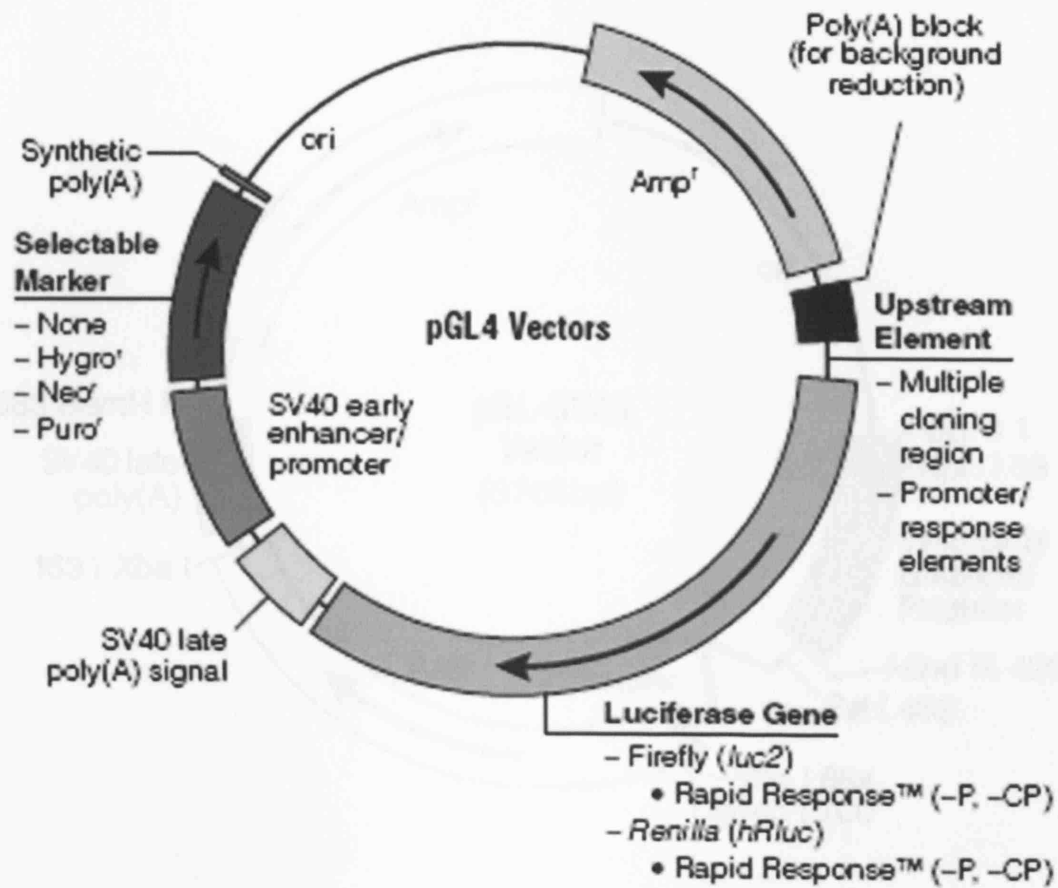 Poly(A) block
(for background
reduction)
Synthetic
poly(A)
ori
Ampʳ
Selectable
Marker
– None
– Hygroʳ
– Neoʳ
– Puroʳ
pGL4 Vectors
Upstream
Element
– Multiple
cloning
region
– Promoter/
response
elements
SV40 early
enhancer/
promoter
SV40 late
poly(A) signal
Luciferase Gene
– Firefly (luc2)
• Rapid Response™ (–P, –CP)
– Renilla (hRluc)
• Rapid Response™ (–P, –CP)